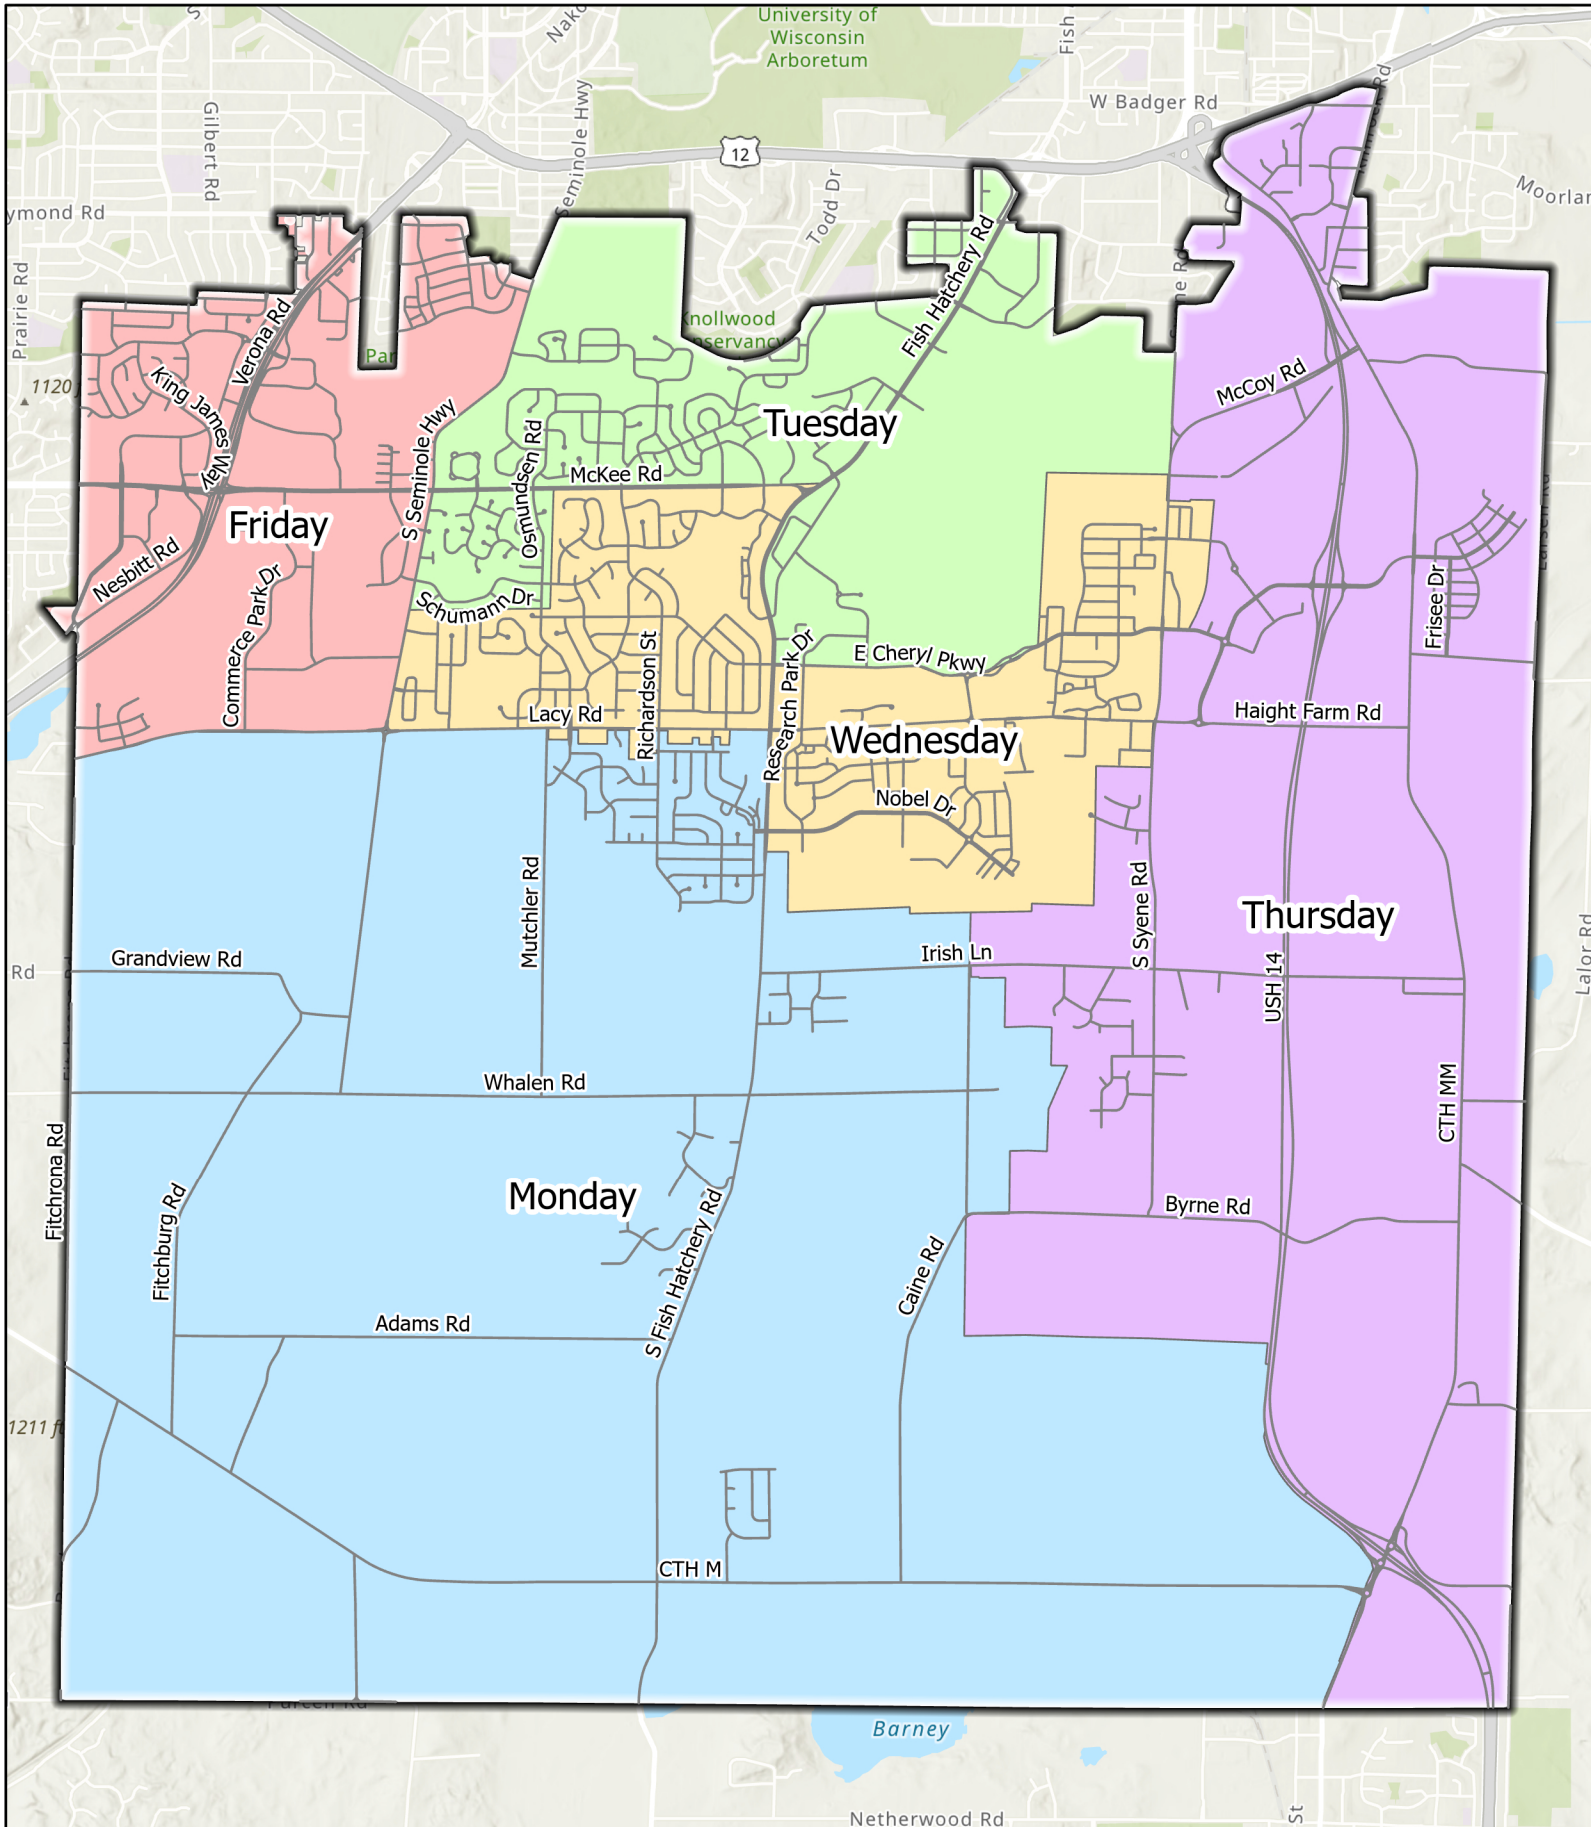 University of
Wisconsin
Arboretum
W Badger Rd
Gilbert Rd
Seminole Hwy
12
Todd Dr
Prairie Rd
Fish Hatchery Rd
Verona Rd
King James Way
McCoy Rd
S Seminole Hwy
Tuesday
Osmundsen Rd
McKee Rd
Friday
Nesbitt Rd
Commerce Park Dr
Schumann Dr
Frisee Dr
Richardson St
Research Park Dr
E Cheryl Pkwy
Lacy Rd
Haight Farm Rd
Wednesday
Nobel Dr
Mutchler Rd
S Syene Rd
Thursday
Grandview Rd
Rd
Irish Ln
USH 14
Lalor Rd
Whalen Rd
CTH MM
Fitchrona Rd
Fitchburg Rd
Monday
S Fish Hatchery Rd
Byrne Rd
Caine Rd
Adams Rd
1211 ft
CTH M
Barney
Netherwood Rd
St